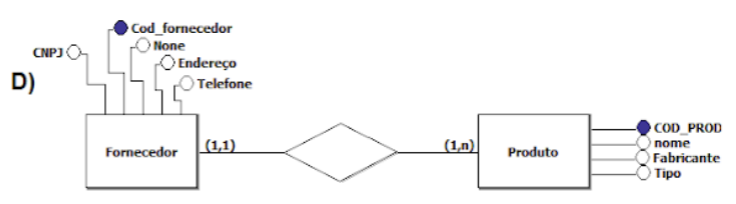 Cod_fornecedor
None
CNPJ
Endereço
D)
Telefone
Fornecedor (1,1) (1,n) Produto
COD_PROD
nome
Fabricante
Tipo